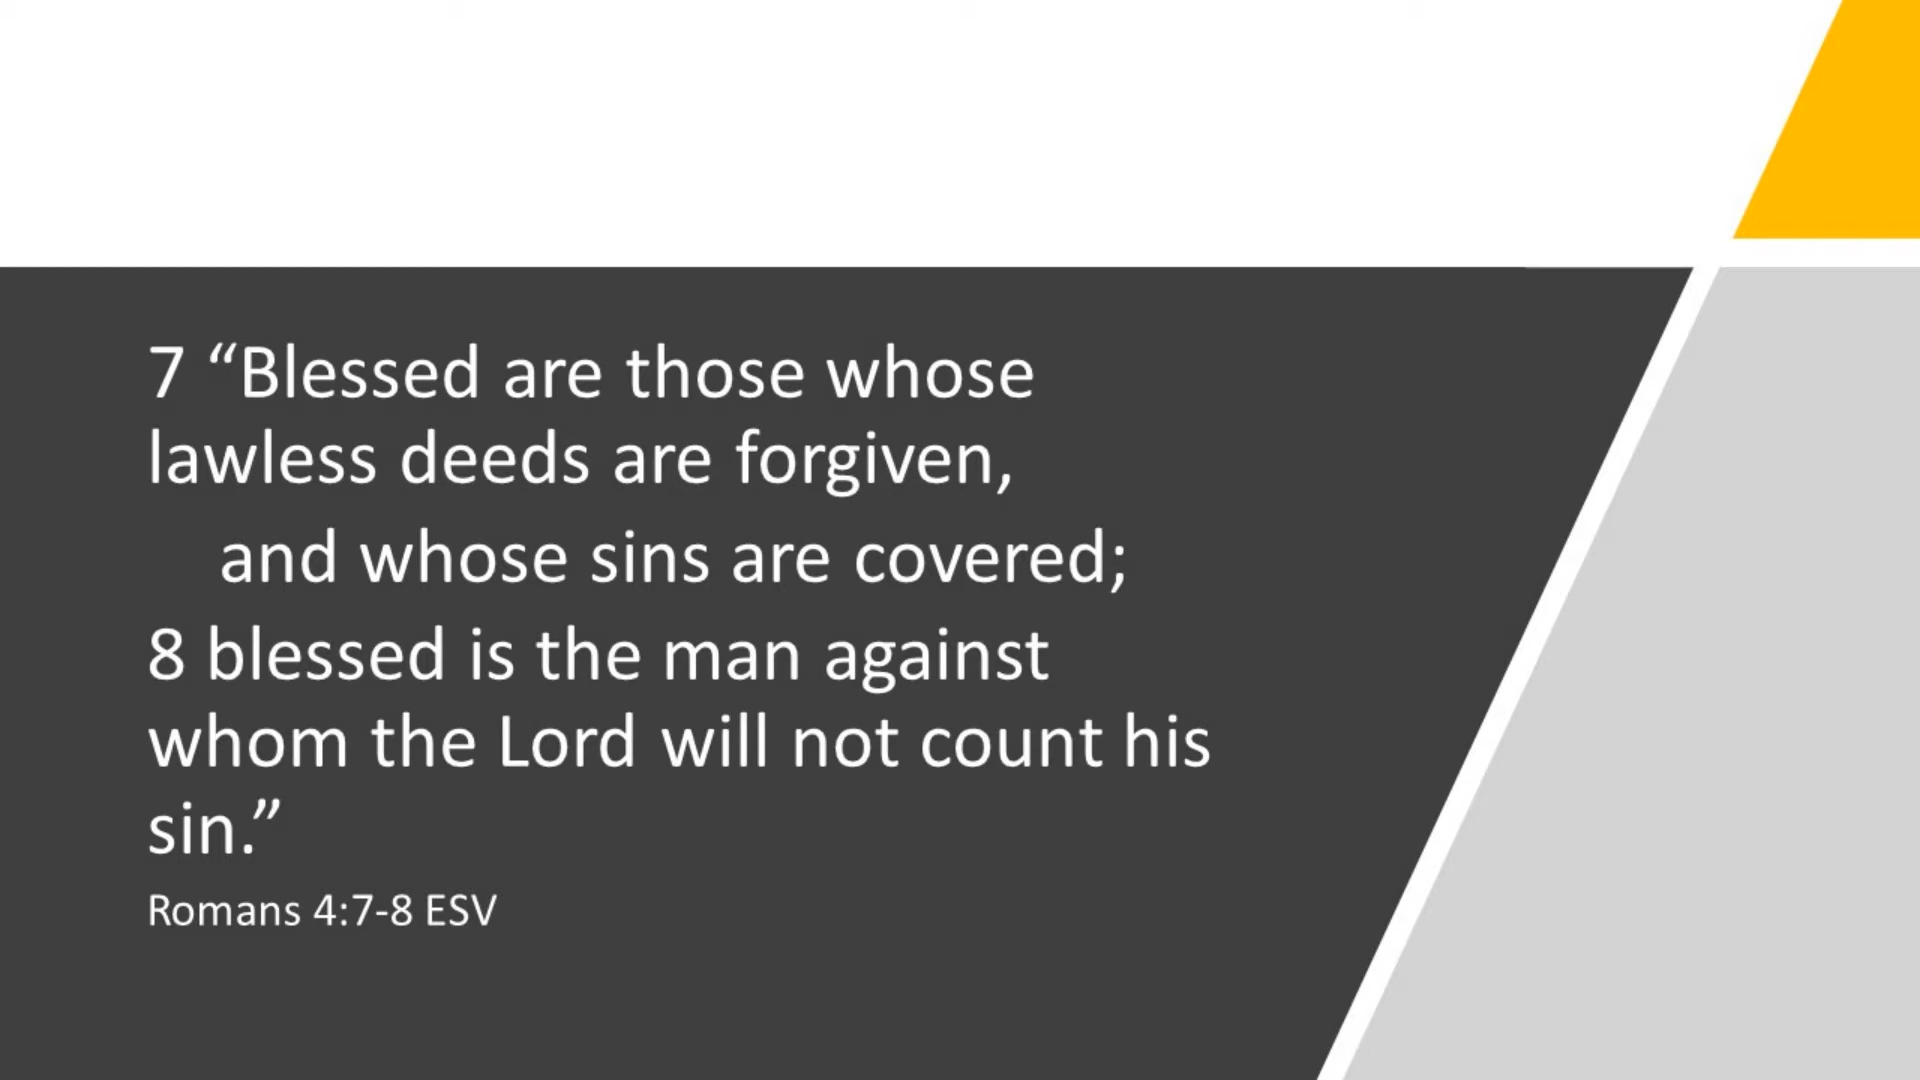 7 “Blessed are those whose
lawless deeds are forgiven,
and whose sins are covered;
8 blessed is the man against
whom the Lord will not count his
sin.”
Romans 4:7-8 ESV